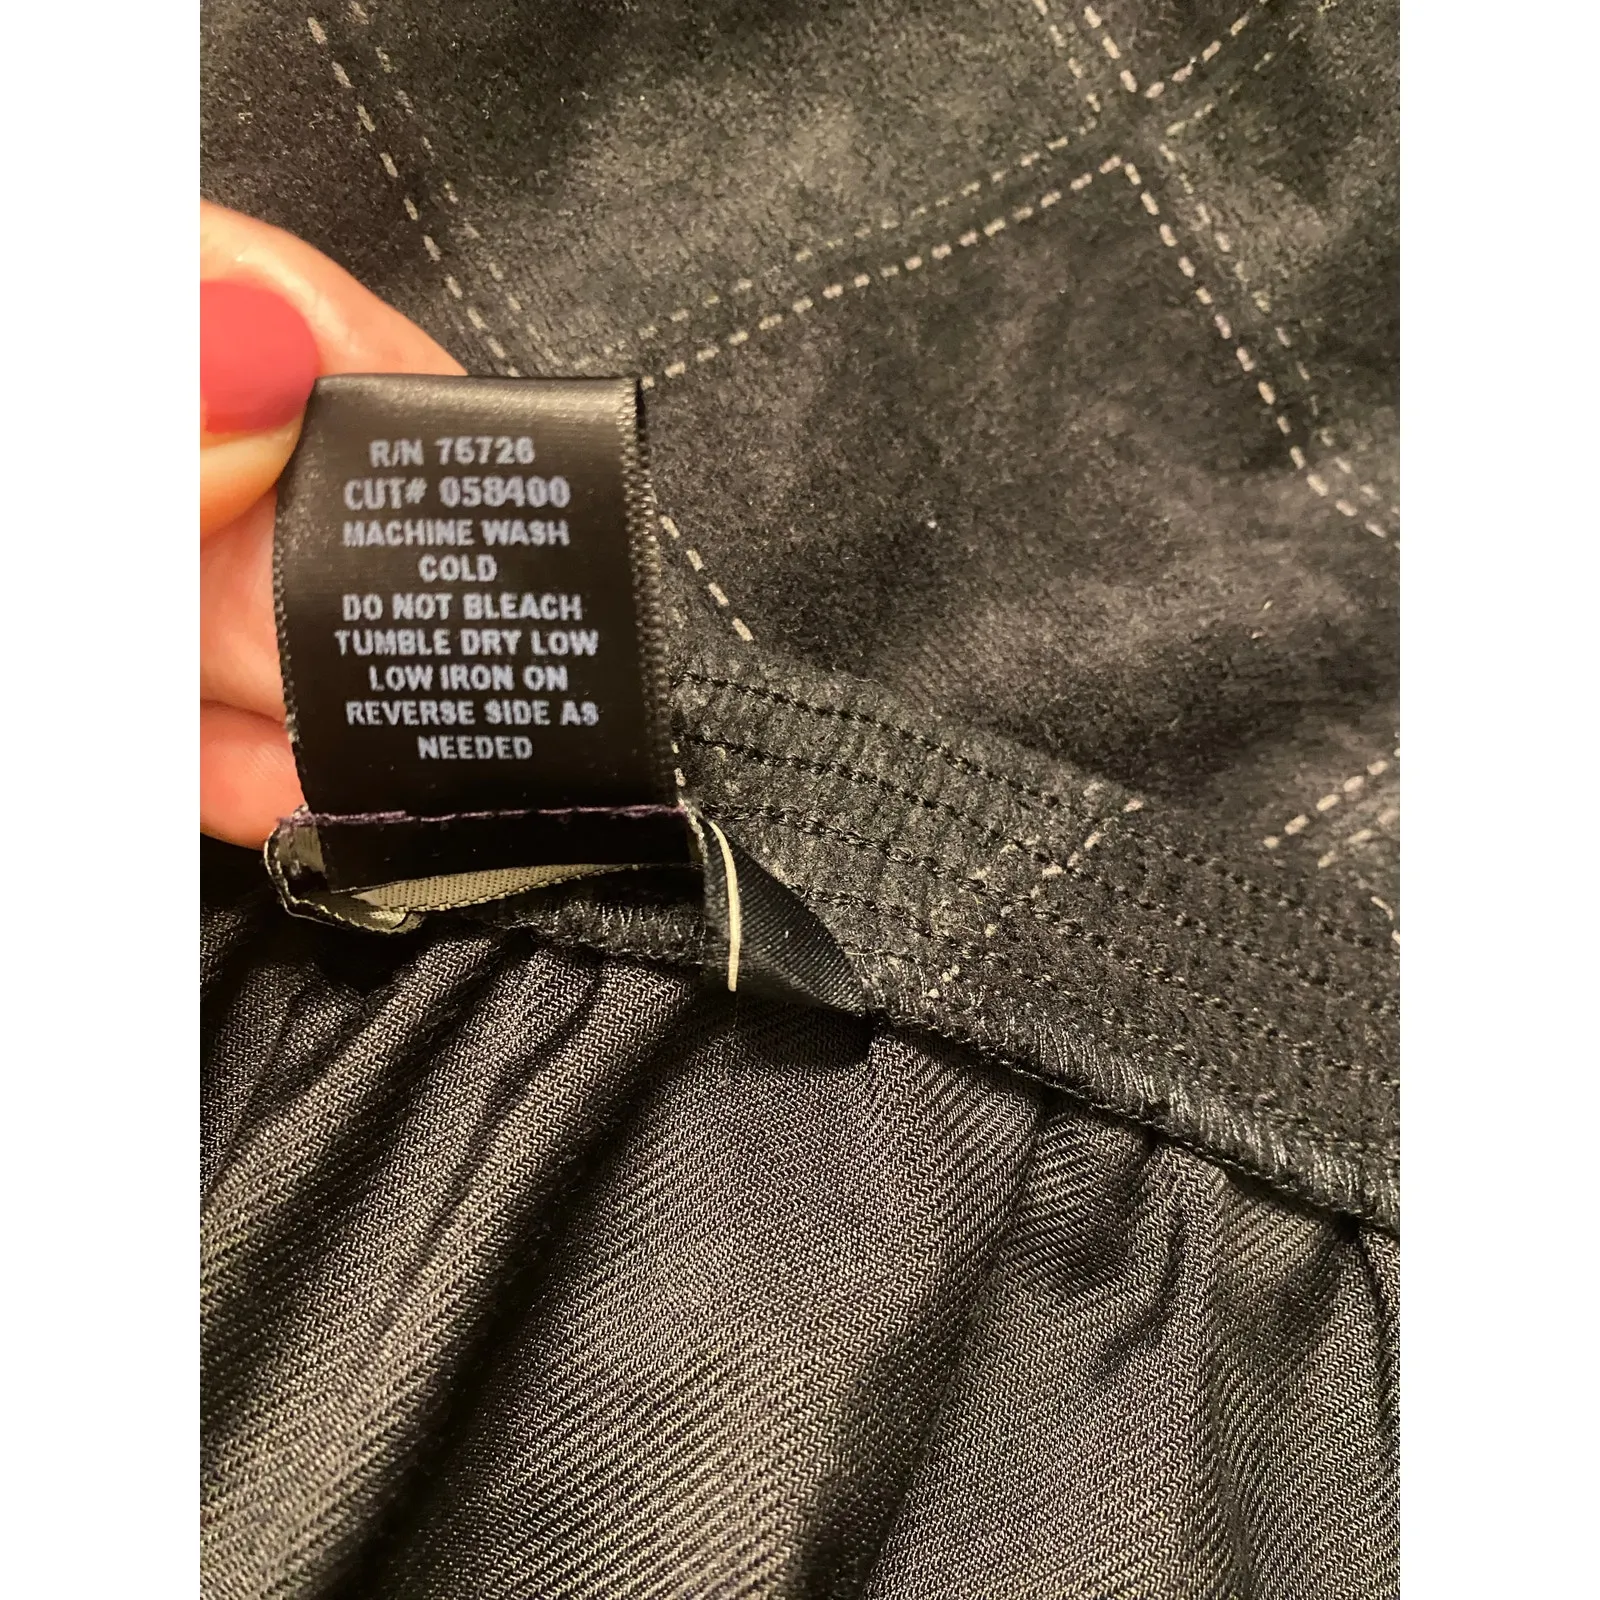 R/N 75726
CUT# 058400
MACHINE WASH
COLD
DO NOT BLEACH
TUMBLE DRY LOW
LOW IRON ON
REVERSE SIDE AS
NEEDED